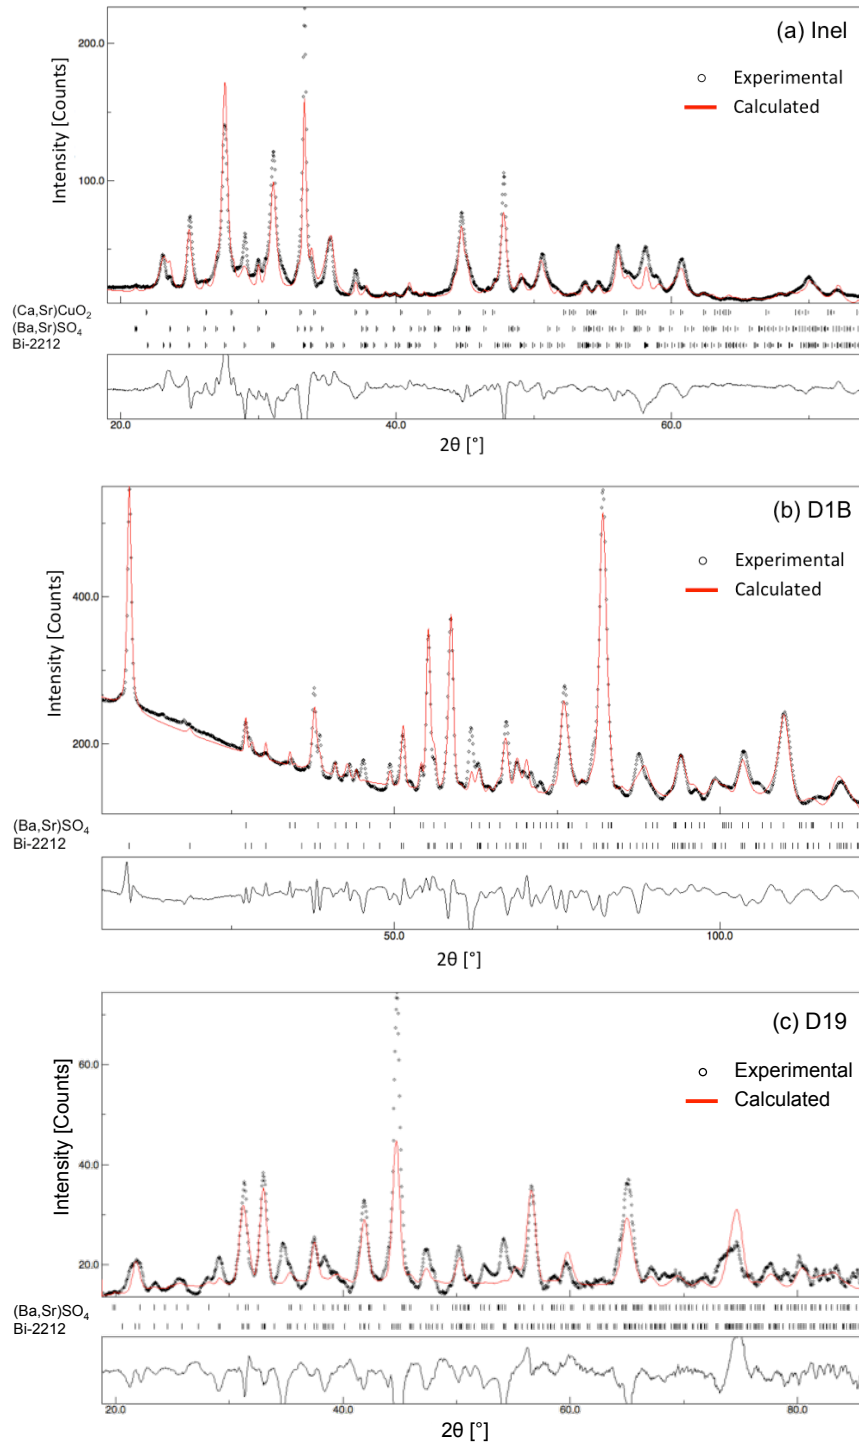 (a) Inel
200.0
Experimental
Calculated
Intensity [Counts]
100.0
(Ca,Sr)CuO2
(Ba,Sr)SO4
Bi-2212
20.0 40.0 60.0
2θ [°]
(b) D1B
Experimental
Calculated
Intensity [Counts]
400.0
200.0
(Ba,Sr)SO4
Bi-2212
50.0 100.0
2θ [°]
(c) D19
60.0
Experimental
Calculated
Intensity [Counts]
40.0
20.0
(Ba,Sr)SO4
Bi-2212
20.0 40.0 60.0 80.0
2θ [°]